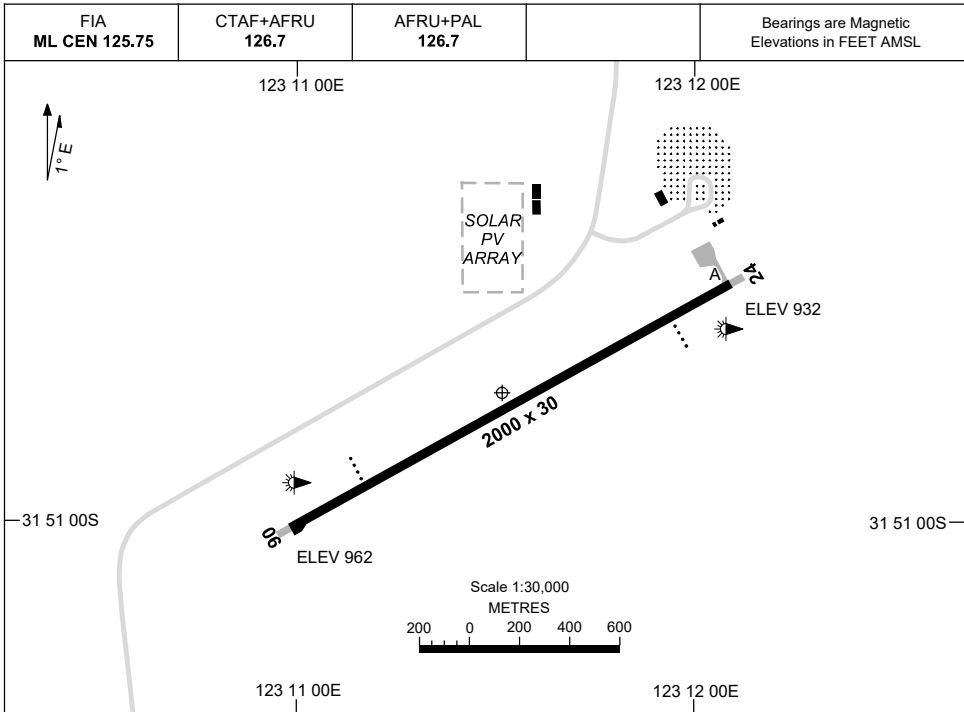 FIA
ML CEN 125.75
CTAF+AFRU
126.7
AFRU+PAL
126.7
Bearings are Magnetic
Elevations in FEET AMSL
123 11 00E
123 12 00E
1° E
SOLAR
PV
ARRAY
A
24
ELEV 932
2000 x 30
31 51 00S
31 51 00S
06
ELEV 962
Scale 1:30,000
METRES
200 0 200 400 600
123 11 00E
123 12 00E